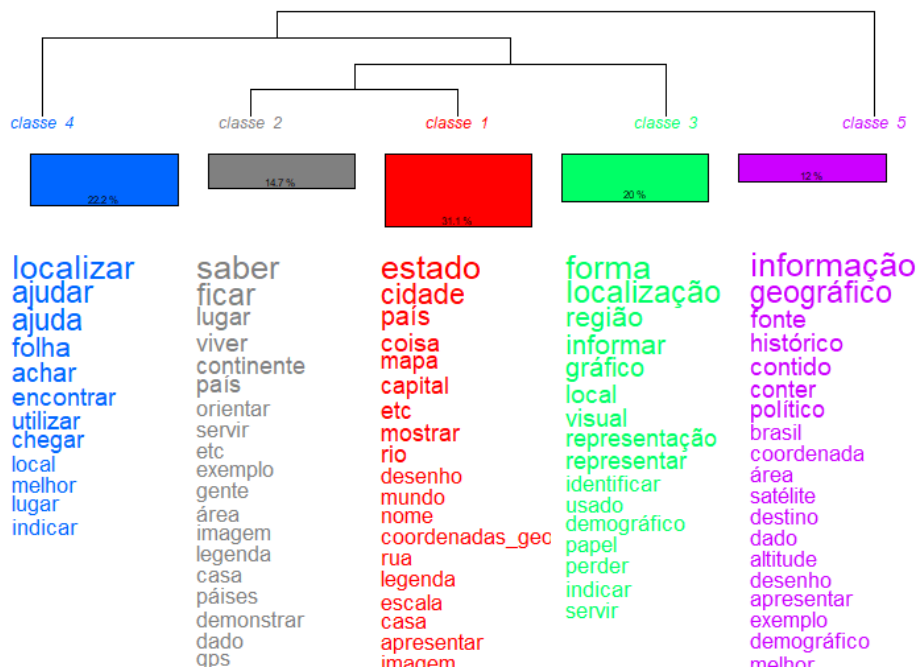 classe 4
classe 2
classe 1
classe 3
classe 5
22.2 %
14.7 %
31.1 %
20 %
12 %
localizar
ajudar
ajuda
folha
achar
encontrar
utilizar
chegar
local
melhor
lugar
indicar
saber
ficar
lugar
viver
continente
país
orientar
servir
etc
exemplo
gente
área
imagem
legenda
casa
páises
demonstrar
dado
gps
estado
cidade
país
coisa
mapa
capital
etc
mostrar
rio
desenho
mundo
nome
coordenadas_geo
rua
legenda
escala
casa
apresentar
imagem
forma
localização
região
informar
gráfico
local
visual
representação
representar
identificar
usado
demográfico
papel
perder
indicar
servir
informação
geográfico
fonte
histórico
contido
conter
político
brasil
coordenada
área
satélite
destino
dado
altitude
desenho
apresentar
exemplo
demográfico
melhor